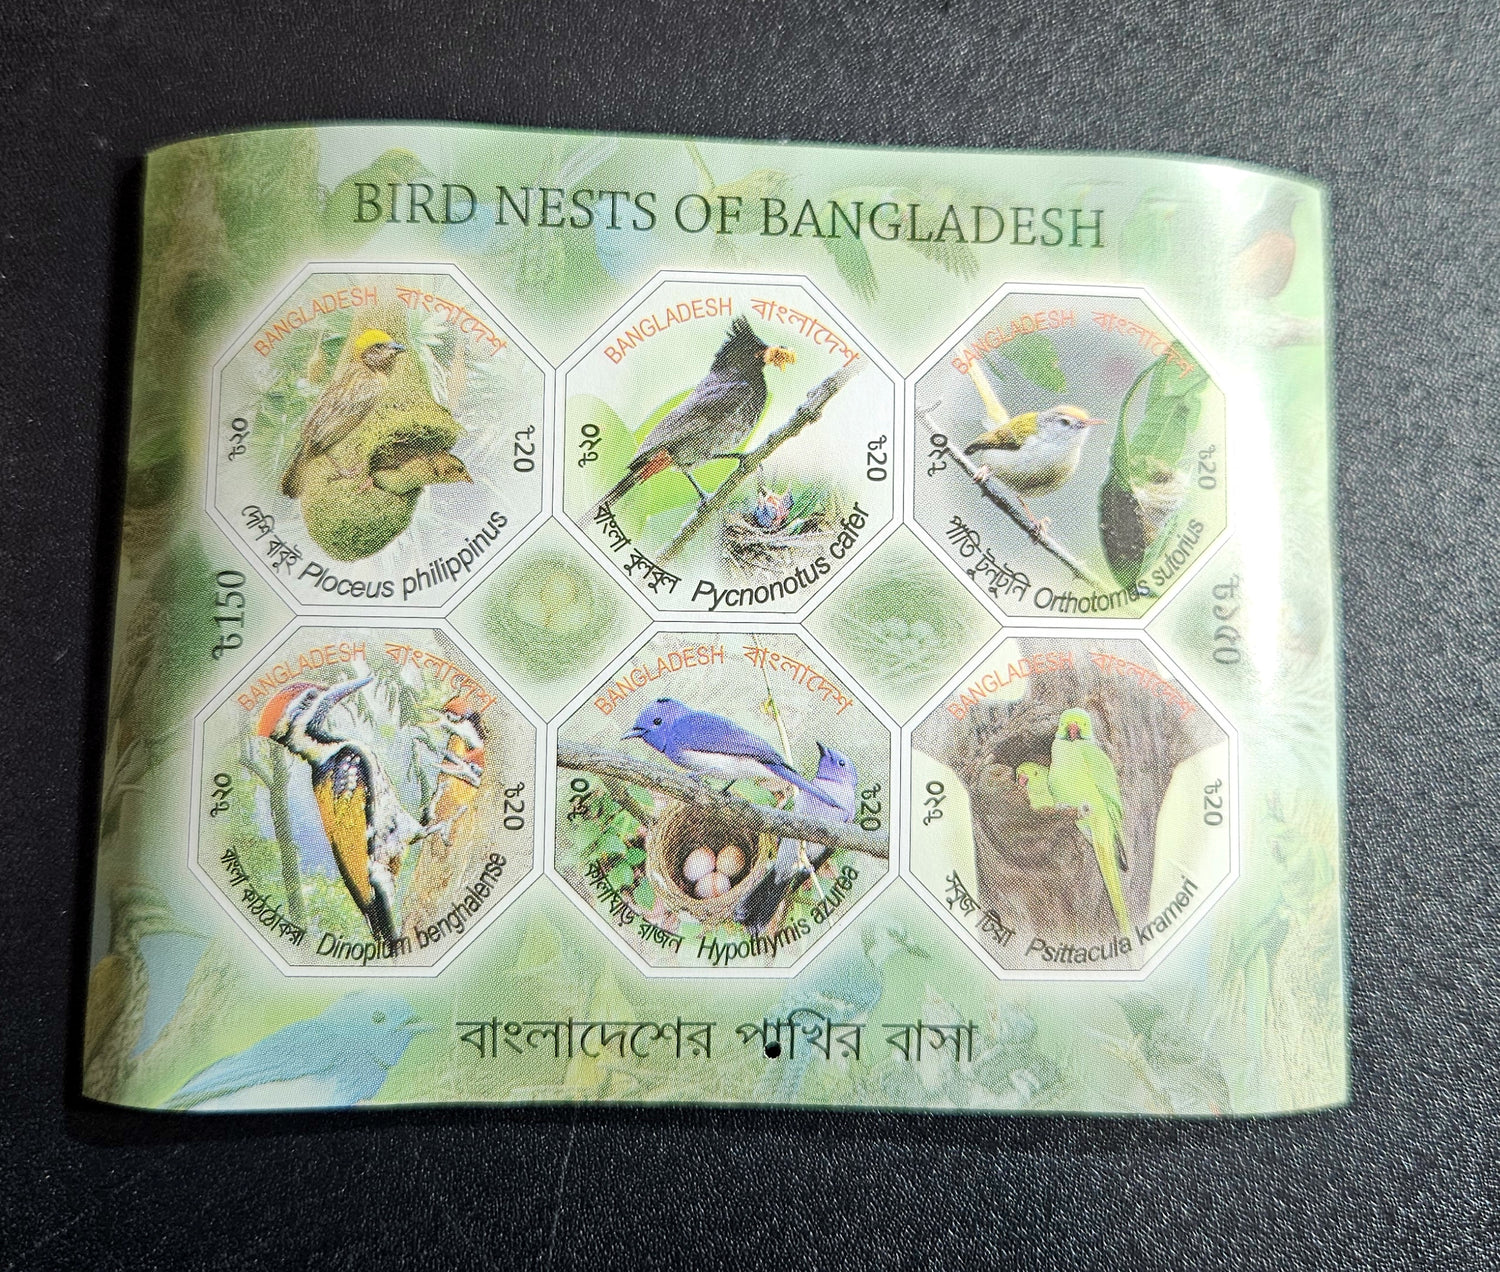 BIRD NESTS OF BANGLADESH
BANGLADESH বাংলাদেশ
৳২০
৳20
দেশি বাবুই Ploceus philippinus
BANGLADESH বাংলাদেশ
৳২০
৳20
বাংলা বুলবুল Pycnonotus cafer
BANGLADESH বাংলাদেশ
৳২০
৳20
পাতি টুনটুনি Orthotomus sutorius
৳150
৳১৫০
BANGLADESH বাংলাদেশ
৳২০
৳20
বাংলা কাঠঠোকরা Dinopium benghalense
BANGLADESH বাংলাদেশ
৳২০
৳20
কালাঘাড় রাজন Hypothymis azurea
BANGLADESH বাংলাদেশ
৳২০
৳20
সবুজ টিয়া Psittacula krameri
বাংলাদেশের পাখির বাসা